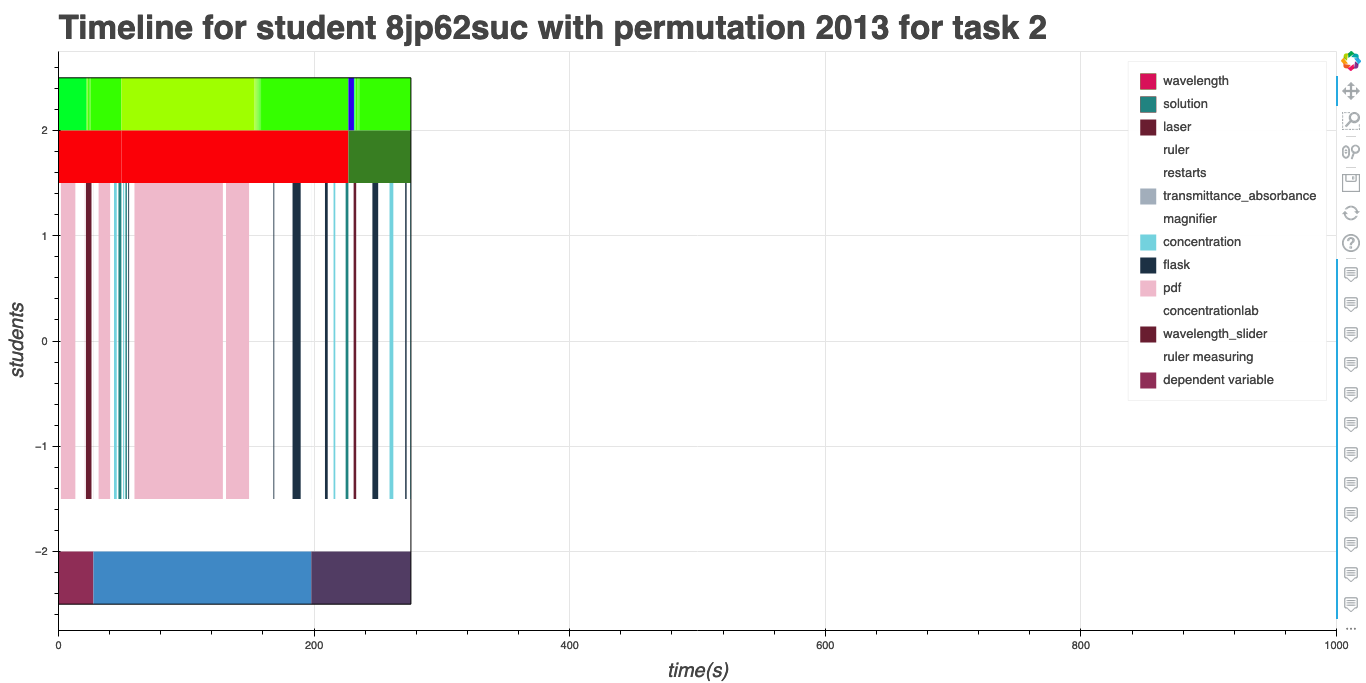 Timeline for student 8jp62suc with permutation 2013 for task 2
wavelength
solution
laser
ruler
restarts
transmittance_absorbance
magnifier
concentration
flask
pdf
concentrationlab
wavelength_slider
ruler measuring
dependent variable
students
2
1
0
−1
−2
0 200 400 600 800 1000
time(s)